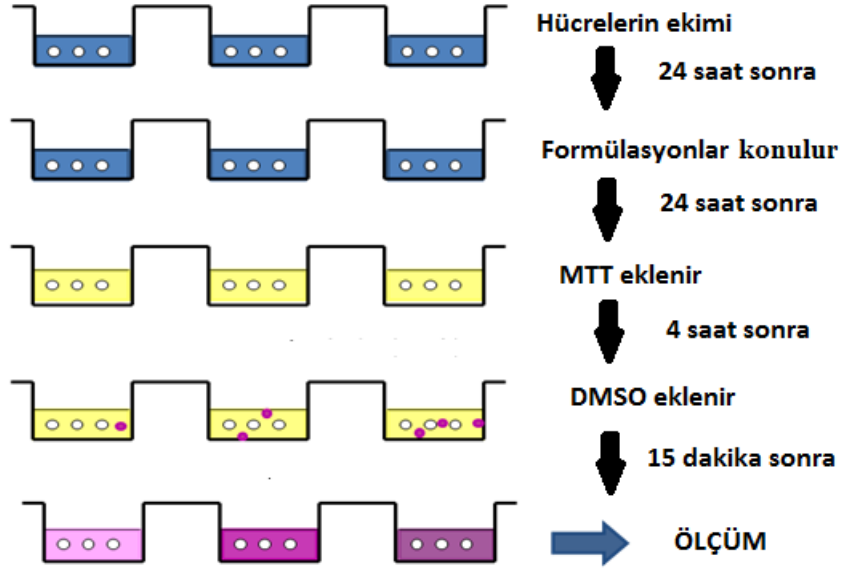 Hücrelerin ekimi
24 saat sonra
Formülasyonlar konulur
24 saat sonra
MTT eklenir
4 saat sonra
DMSO eklenir
15 dakika sonra
ÖLÇÜM